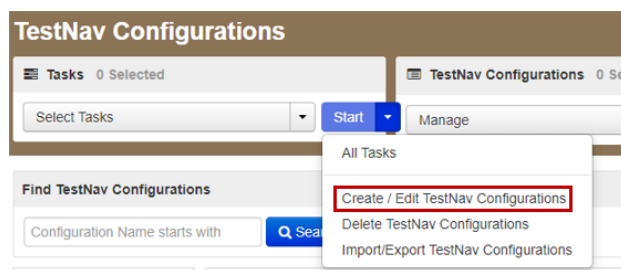 TestNav Configurations
Tasks 0 Selected
TestNav Configurations 0
Select Tasks
Start
Manage
All Tasks
Find TestNav Configurations
Create / Edit TestNav Configurations
Configuration Name starts with
Delete TestNav Configurations
Import/Export TestNav Configurations